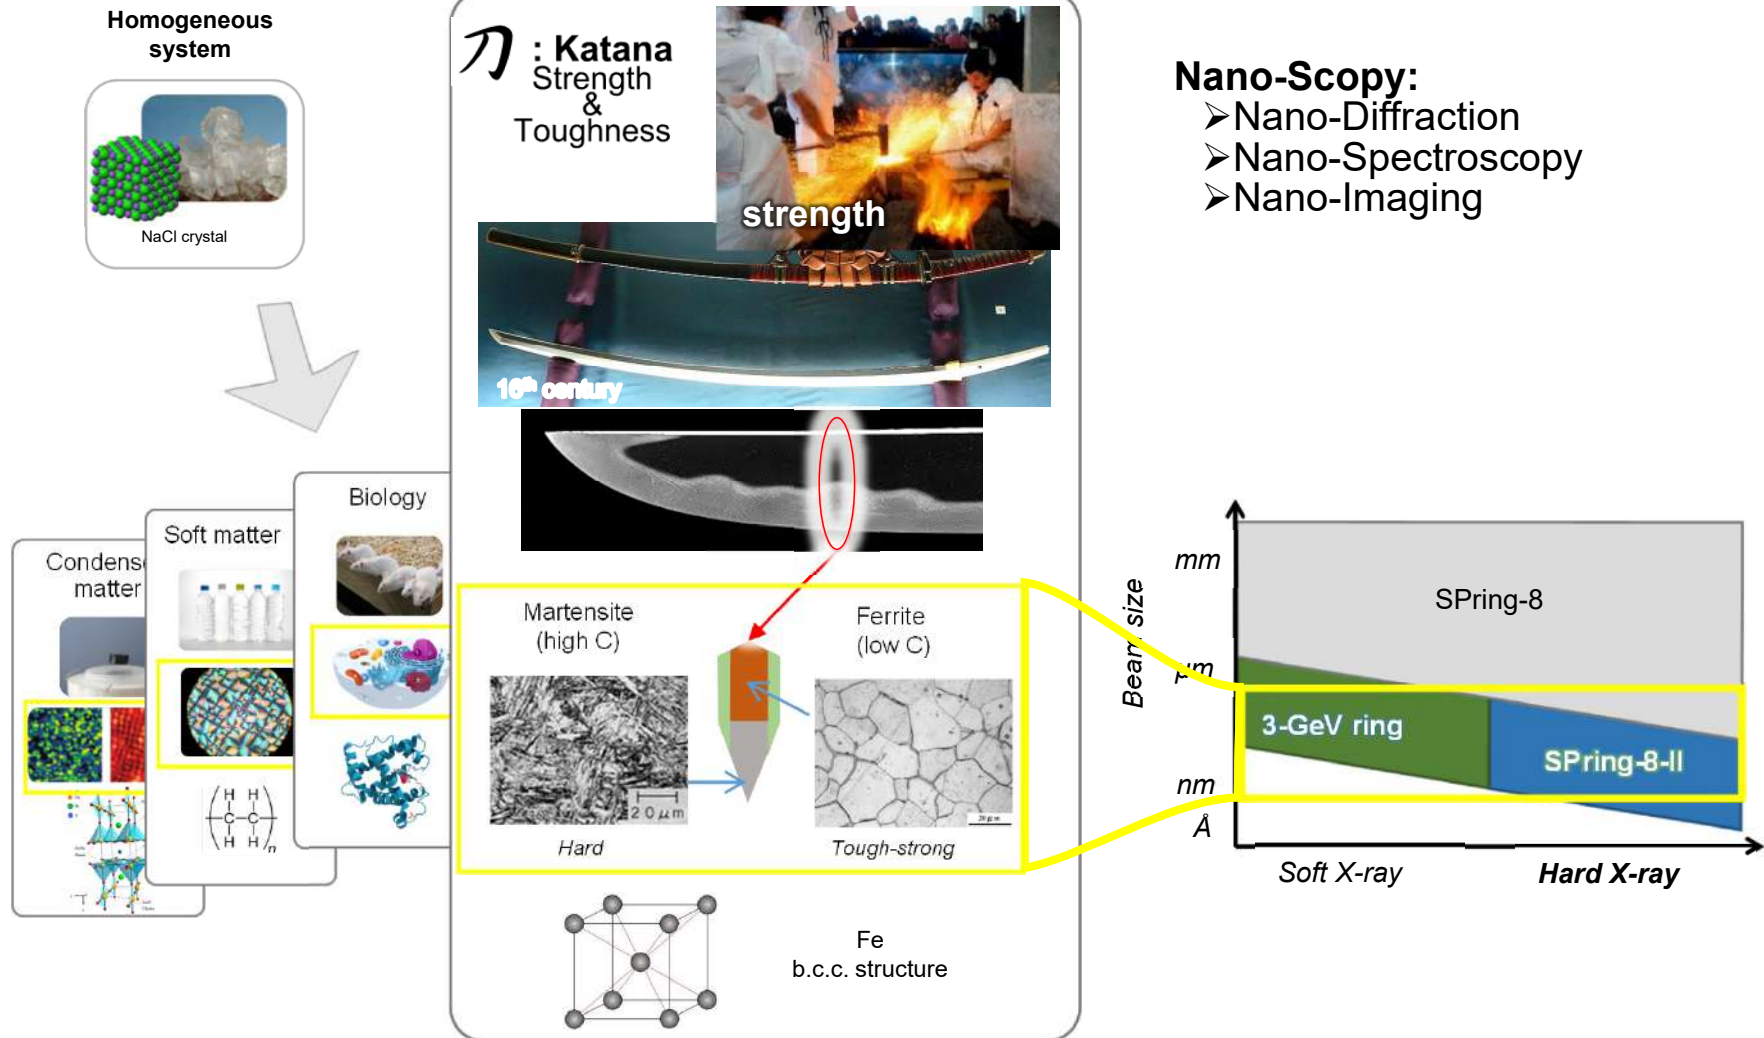 Homogeneous
system
NaCl crystal
刀 : Katana
Strength
&
Toughness
strength
16th century
Nano-Scopy:
➢Nano-Diffraction
➢Nano-Spectroscopy
➢Nano-Imaging
Condens
matter
Soft matter
Biology
H H
C C
H H
n
Martensite
(high C)
20μm
Hard
Ferrite
(low C)
20μm
Tough-strong
Fe
b.c.c. structure
Beam size
mm
μm
nm
Å
SPring-8
3-GeV ring
SPring-8-II
Soft X-ray
Hard X-ray